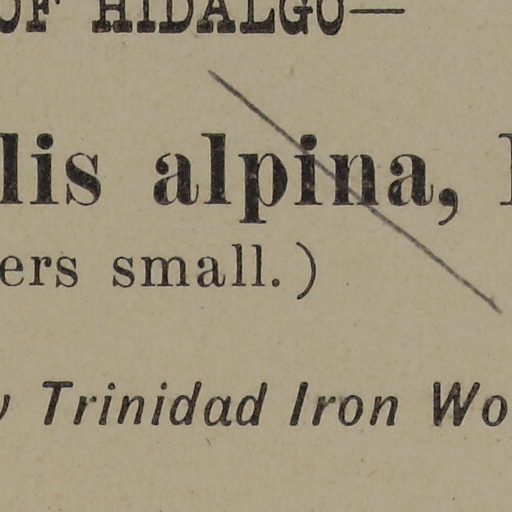 OF HIDALGO—
lis alpina,
ers small.)
Trinidad Iron Wo